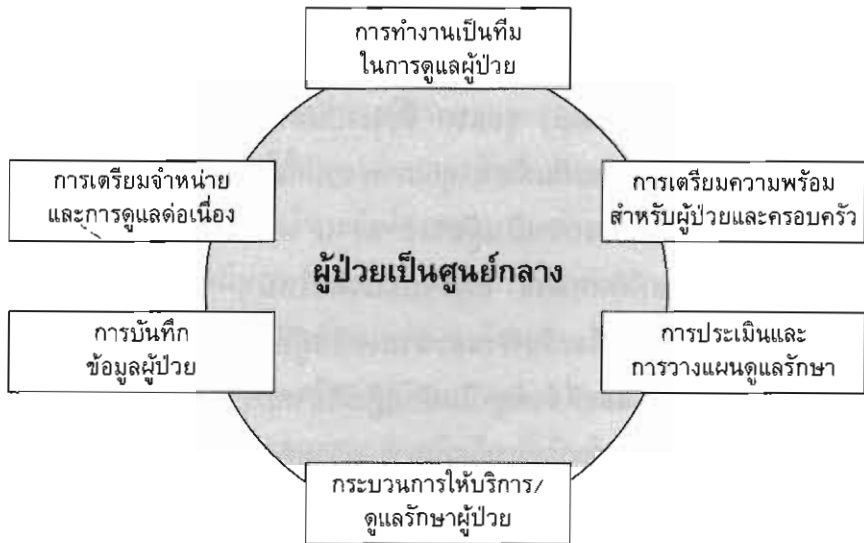 การทำงานเป็นทีม
ในการดูแลผู้ป่วย
การเตรียมจำหน่าย
และการดูแลต่อเนื่อง
การเตรียมความพร้อม
สำหรับผู้ป่วยและครอบครัว
ผู้ป่วยเป็นศูนย์กลาง
การบันทึก
ข้อมูลผู้ป่วย
การประเมินและ
การวางแผนดูแลรักษา
กระบวนการให้บริการ/
ดูแลรักษาผู้ป่วย